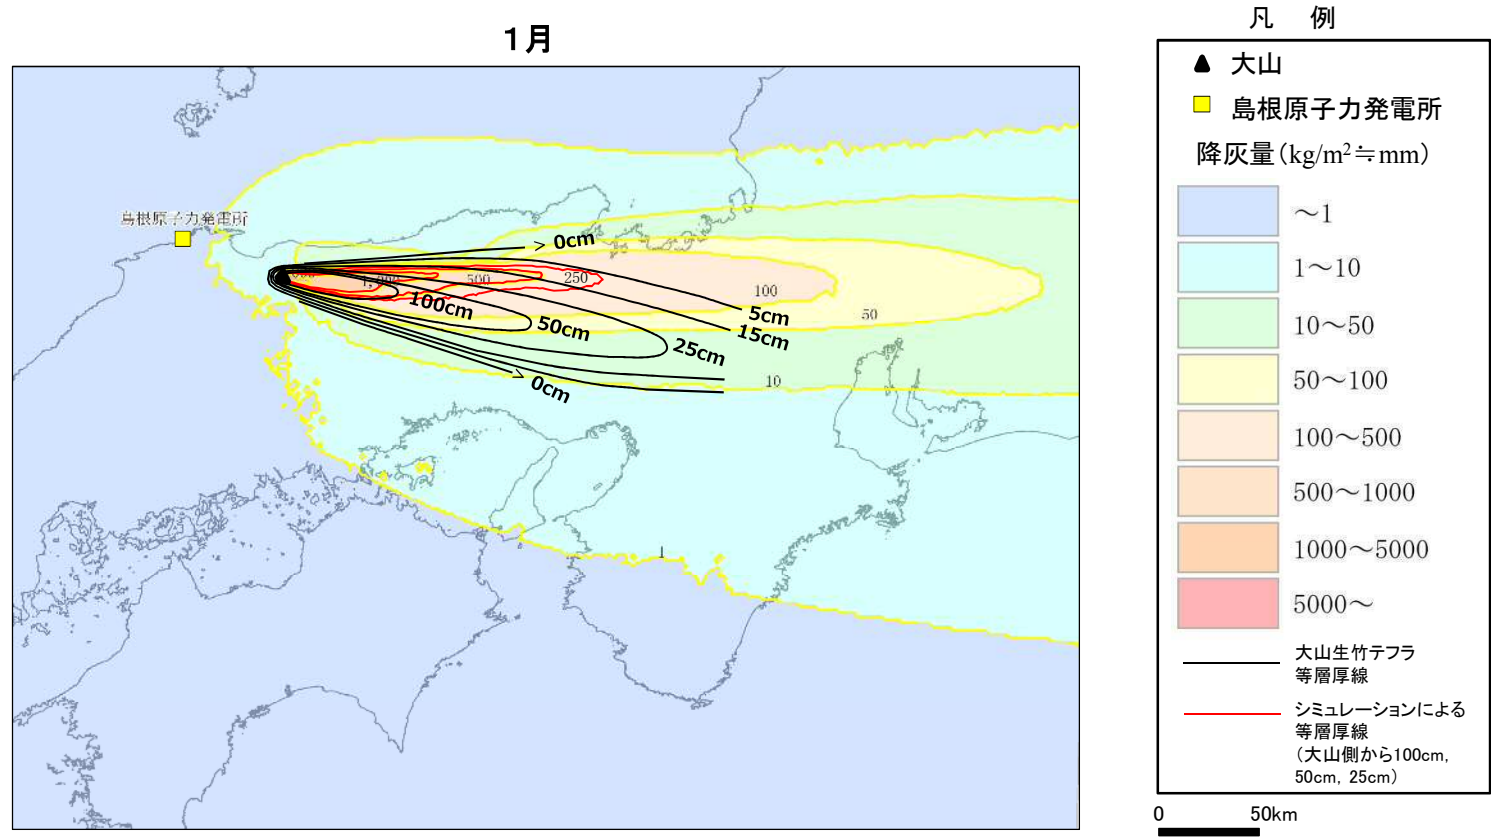 1月
島根原子力発電所
> 0cm
500
250
100cm
100
5cm
50
50cm
15cm
25cm
> 0cm
10
1
凡 例
大山
島根原子力発電所
降灰量(kg/m²≒mm)
～1
1～10
10～50
50～100
100～500
500～1000
1000～5000
5000～
大山生竹テフラ
等層厚線
シミュレーションによる
等層厚線
(大山側から100cm,
50cm, 25cm)
0 50km